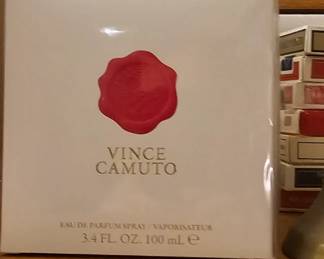 VINCE
CAMUTO
EAU DE PARFUM SPRAY / VAPORISATEUR
3.4 FL. OZ. 100 mL ℮